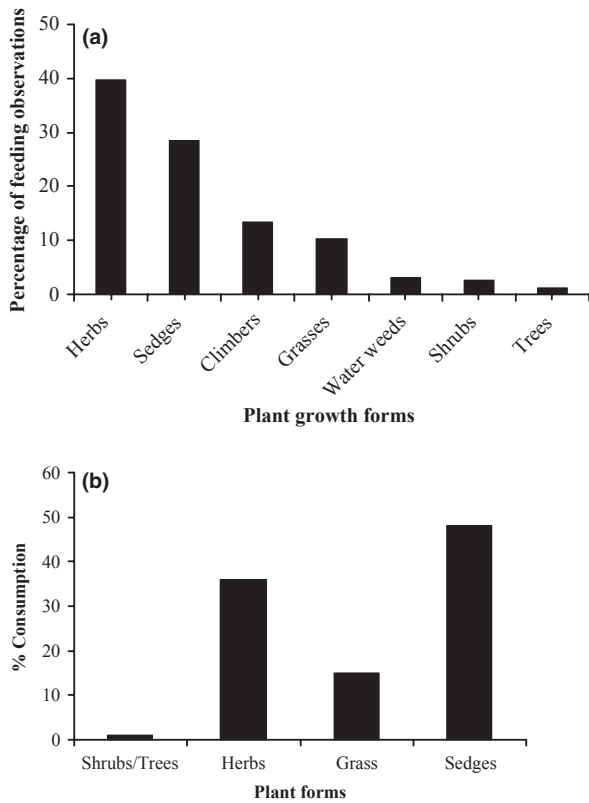 (a)
Percentage of feeding observations
50
40
30
20
10
0
Herbs
Sedges
Climbers
Grasses
Water weeds
Shrubs
Trees
Plant growth forms
(b)
% Consumption
60
50
40
30
20
10
0
Shrubs/Trees Herbs Grass Sedges
Plant forms